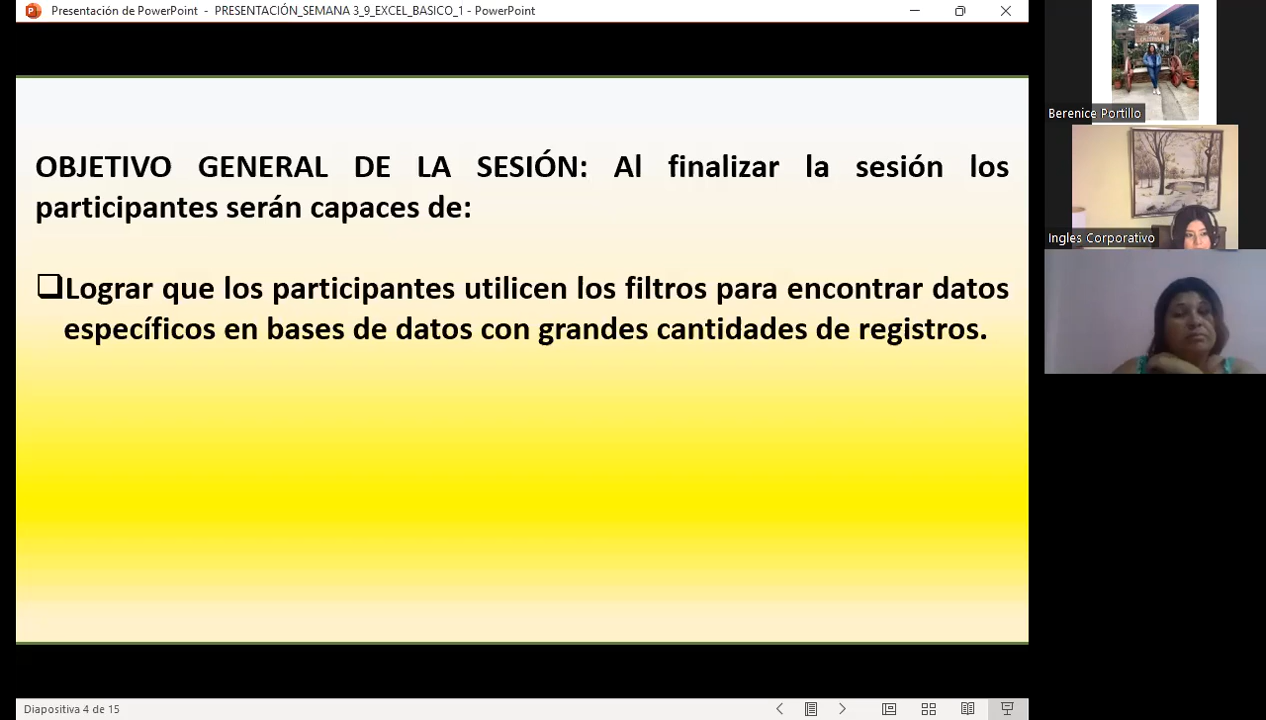 Presentación de PowerPoint - PRESENTACIÓN_SEMANA 3_9_EXCEL_BASICO_1 - PowerPoint
OBJETIVO GENERAL DE LA SESIÓN: Al finalizar la sesión los
participantes serán capaces de:
Lograr que los participantes utilicen los filtros para encontrar datos
específicos en bases de datos con grandes cantidades de registros.
Diapositiva 4 de 15
Berenice Portillo
Ingles Corporativo